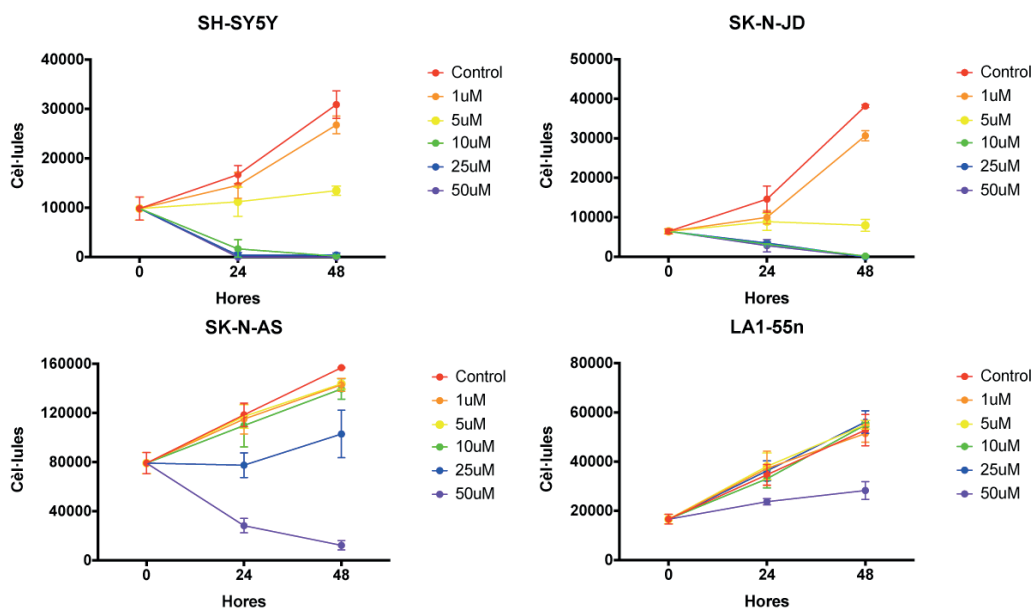 SH-SY5Y
40000
30000
20000
10000
0
Cèl·lules
0 24 48
Hores
Control
1uM
5uM
10uM
25uM
50uM
SK-N-JD
50000
40000
30000
20000
10000
0
Cèl·lules
0 24 48
Hores
Control
1uM
5uM
10uM
25uM
50uM
SK-N-AS
160000
120000
80000
40000
0
Cèl·lules
0 24 48
Hores
Control
1uM
5uM
10uM
25uM
50uM
LA1-55n
80000
60000
40000
20000
0
Cèl·lules
0 24 48
Hores
Control
1uM
5uM
10uM
25uM
50uM